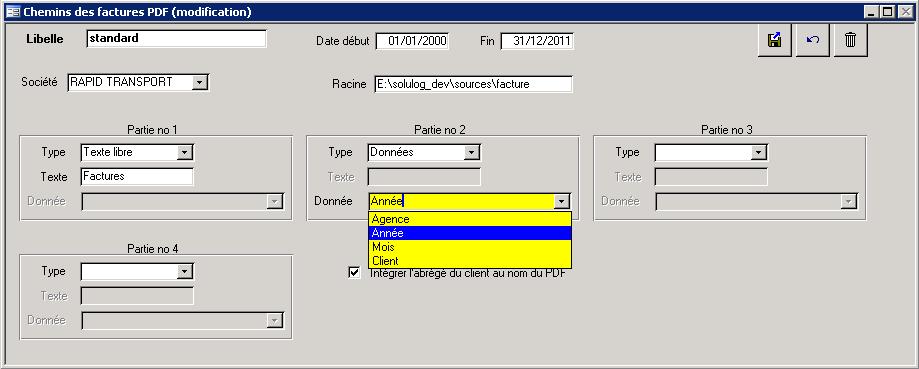 Chemins des factures PDF (modification)
Libelle standard Date début 01/01/2000 Fin 31/12/2011
Société RAPID TRANSPORT Racine E:\solulog_dev\sources\facture
Partie no 1 Partie no 2 Partie no 3
Type Texte libre Type Données Type
Texte Factures Texte Texte
Donnée Donnée Année Donnée
Agence
Année
Mois
Client
Partie no 4
Type
Intégrer l'abrégé du client au nom du PDF
Texte
Donnée